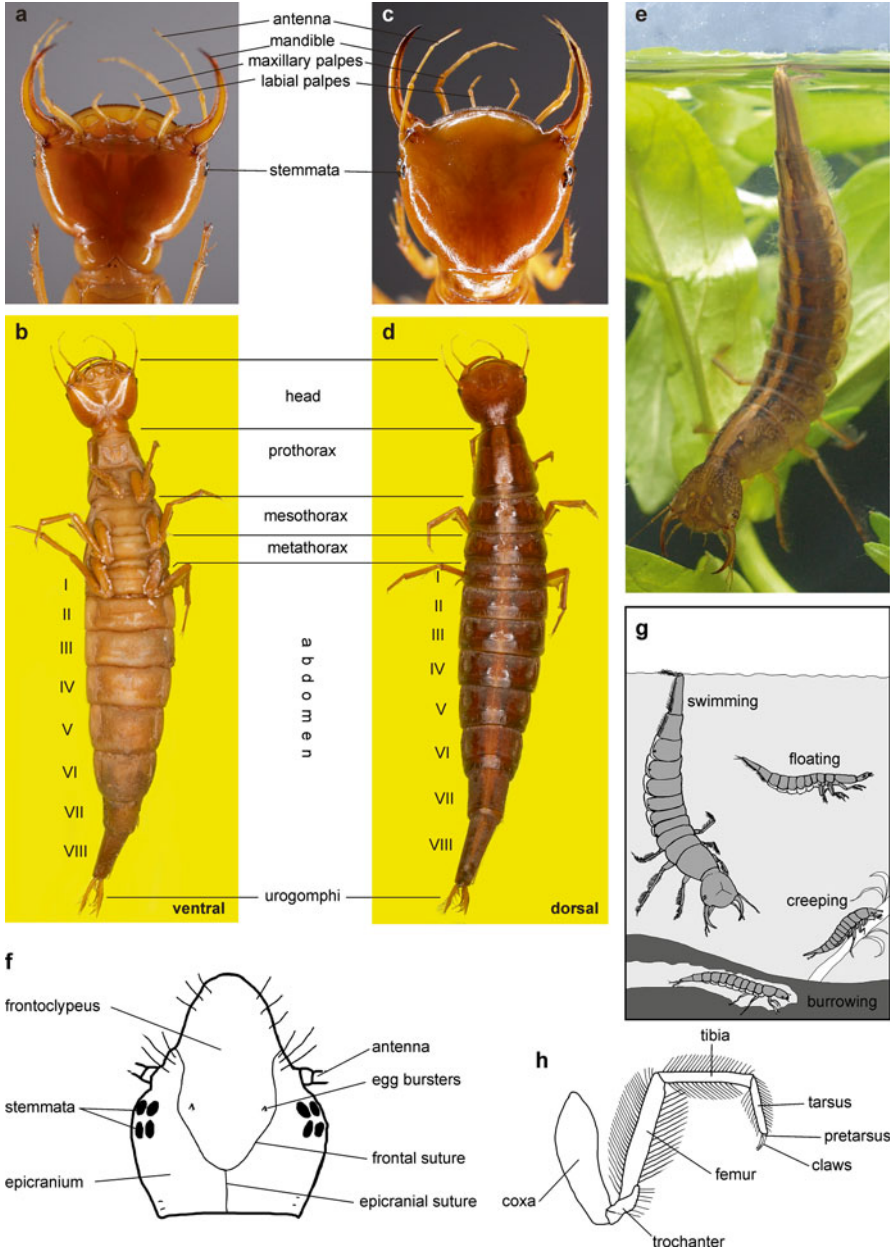 a
c
e
antenna
mandible
maxillary palpes
labial palpes
stemmata
b
d
head
prothorax
mesothorax
metathorax
I
II
III
IV
V
VI
VII
VIII
abdomen
I
II
III
IV
V
VI
VII
VIII
urogomphi
ventral
dorsal
g
swimming
floating
creeping
burrowing
f
frontoclypeus
antenna
egg bursters
stemmata
frontal suture
epicranium
epicranial suture
h
tibia
tarsus
pretarsus
claws
femur
coxa
trochanter